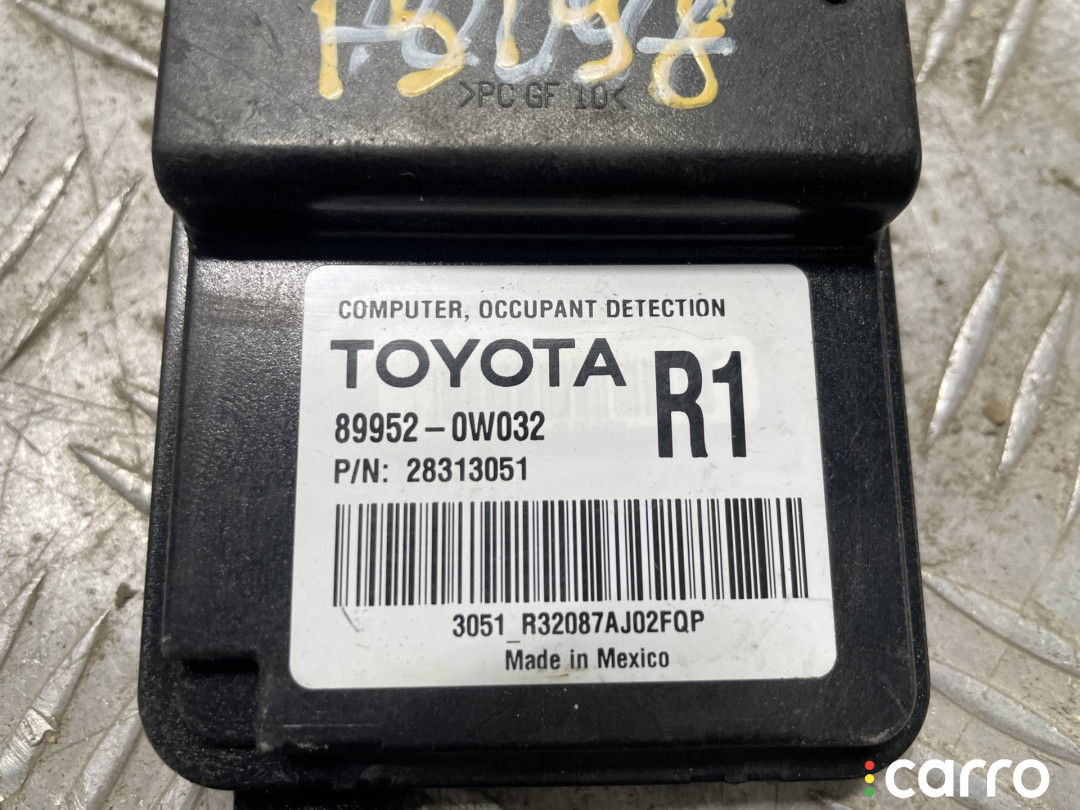 >PC GF 10<
COMPUTER, OCCUPANT DETECTION
TOYOTA R1
89952-0W032
P/N: 28313051
3051_R32087AJ02FQP
Made in Mexico
carro